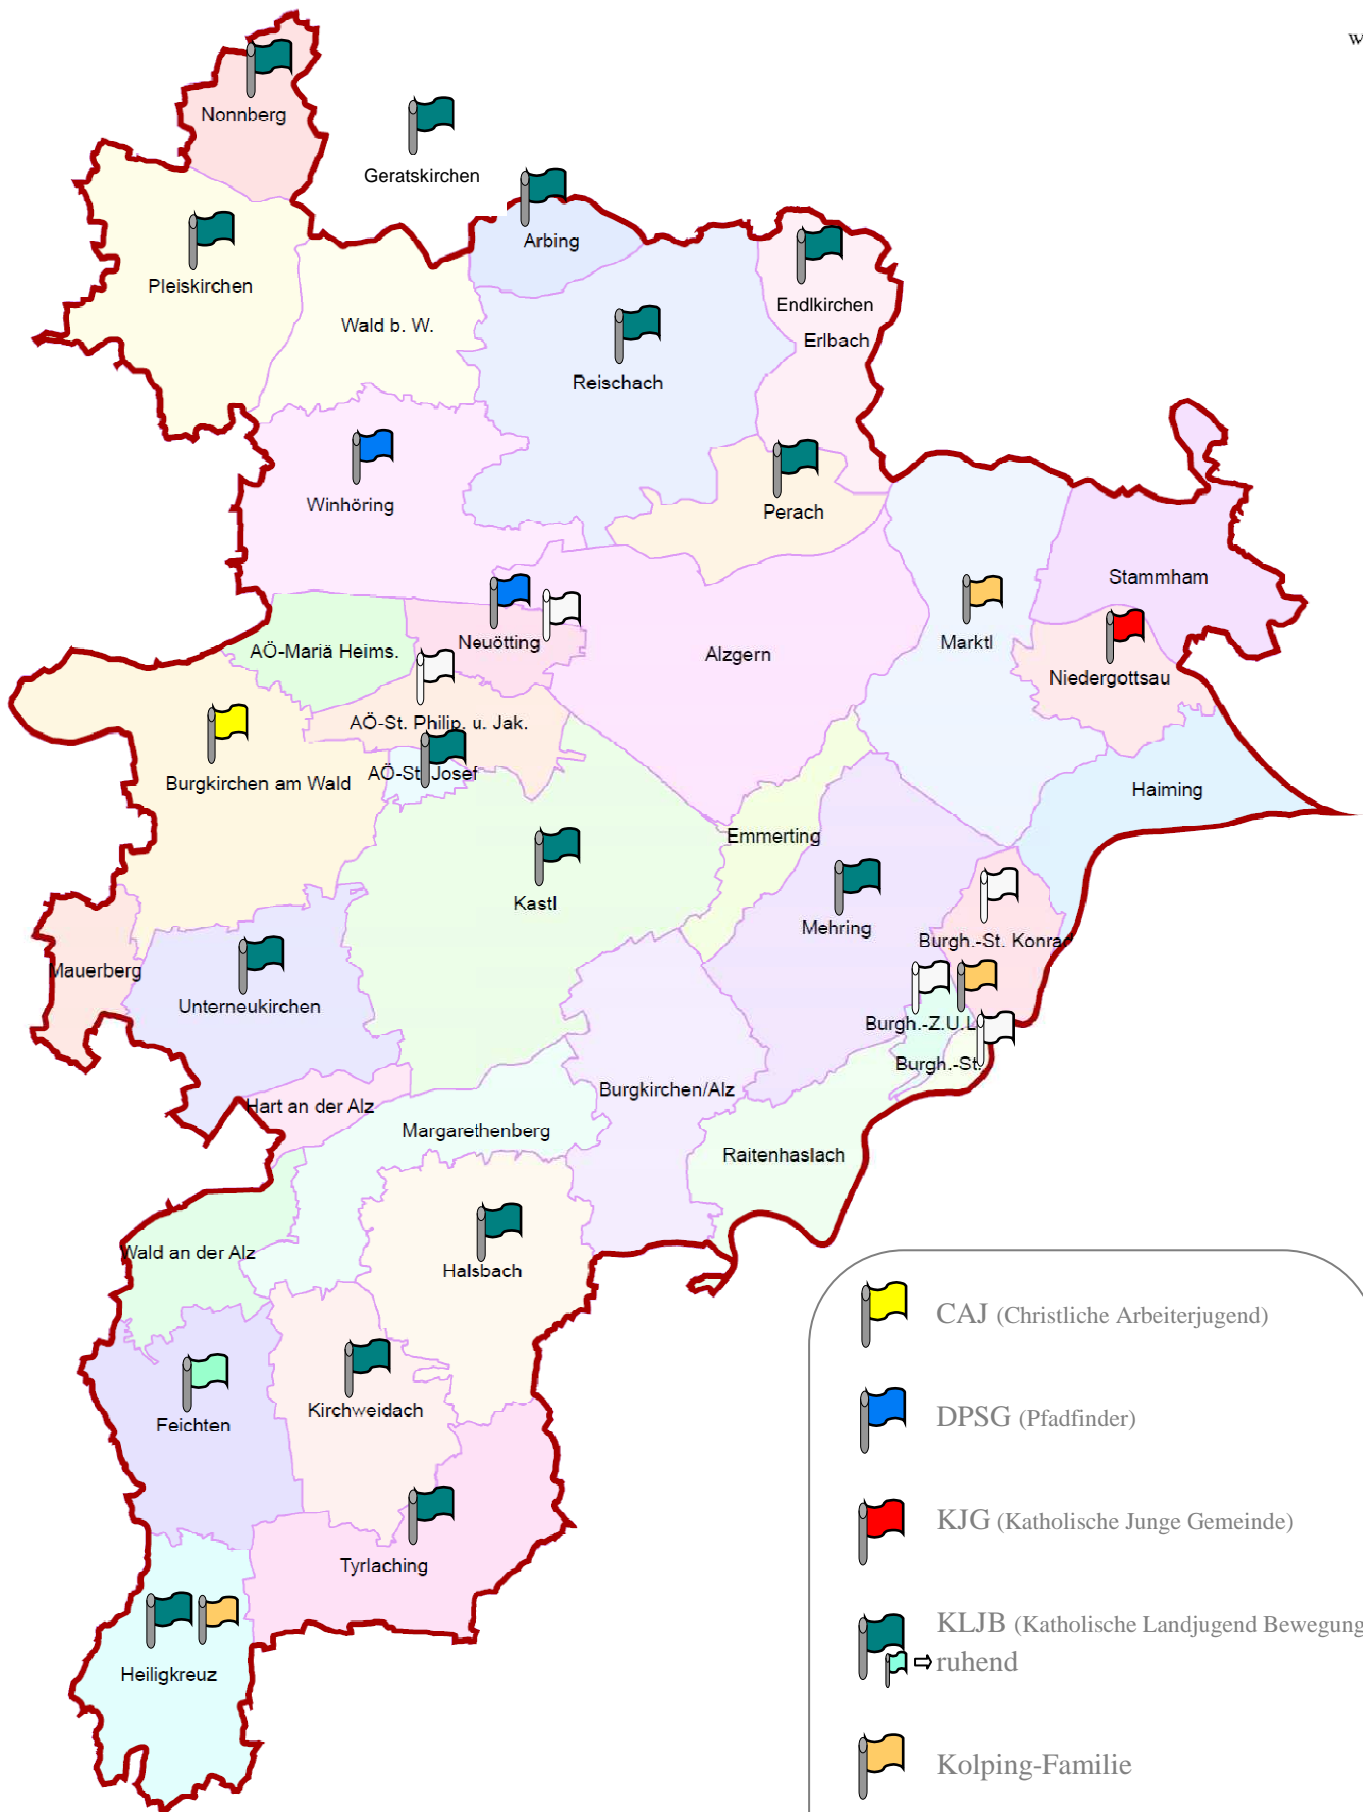 w
Nonnberg
Geratskirchen
Arbing
Pleiskirchen
Endlkirchen
Wald b. W.
Erlbach
Reischach
Winhöring
Perach
Stammham
Neuötting
Marktl
AÖ-Mariä Heims.
Alzgern
Niedergottsau
AÖ-St. Philip. u. Jak.
AÖ-St. Josef
Burgkirchen am Wald
Haiming
Emmerting
Kastl
Mehring
Burgh.-St. Konrad
Mauerberg
Unterneukirchen
Burgh.-Z.U.L
Burgh.-St.
Burgkirchen/Alz
Hart an der Alz
Margarethenberg
Raitenhaslach
Wald an der Alz
Halsbach
Kirchweidach
Feichten
Tyrlaching
Heiligkreuz
CAJ (Christliche Arbeiterjugend)
DPSG (Pfadfinder)
KJG (Katholische Junge Gemeinde)
KLJB (Katholische Landjugend Bewegung
⇨ ruhend
Kolping-Familie